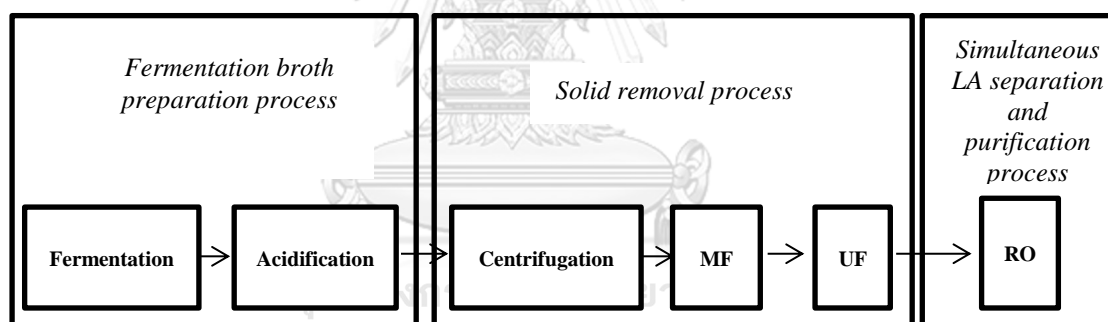 Fermentation broth
preparation process
Solid removal process
Simultaneous
LA separation
and
purification
process
Fermentation
Acidification
Centrifugation
MF
UF
RO